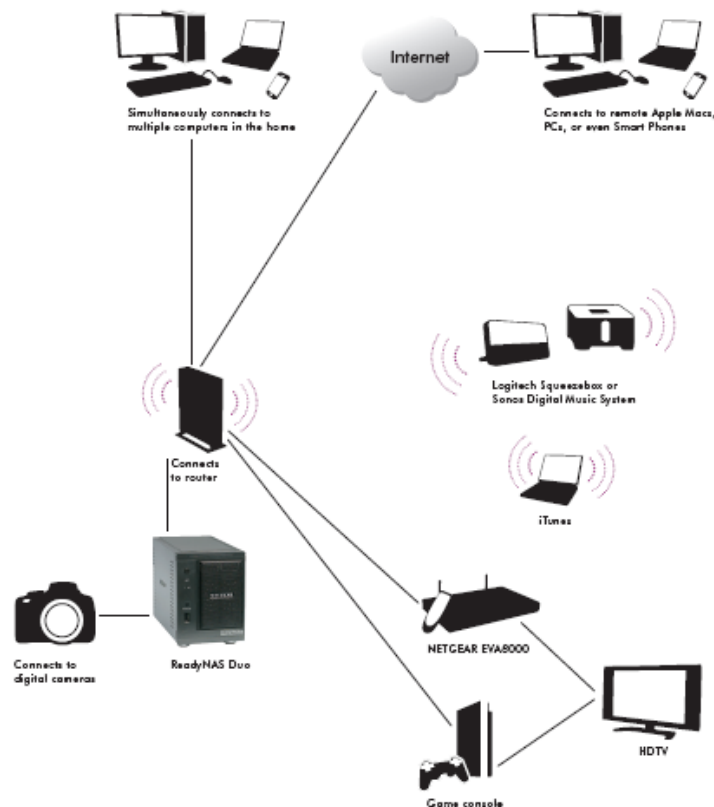 Internet
Simultaneously connects to
multiple computers in the home
Connects to remote Apple Macs,
PCs, or even Smart Phones
Logitech Squeezebox or
Sonos Digital Music System
Connects
to router
iTunes
NETGEAR EVA8000
Connects to
digital cameras
ReadyNAS Duo
HDTV
Game console